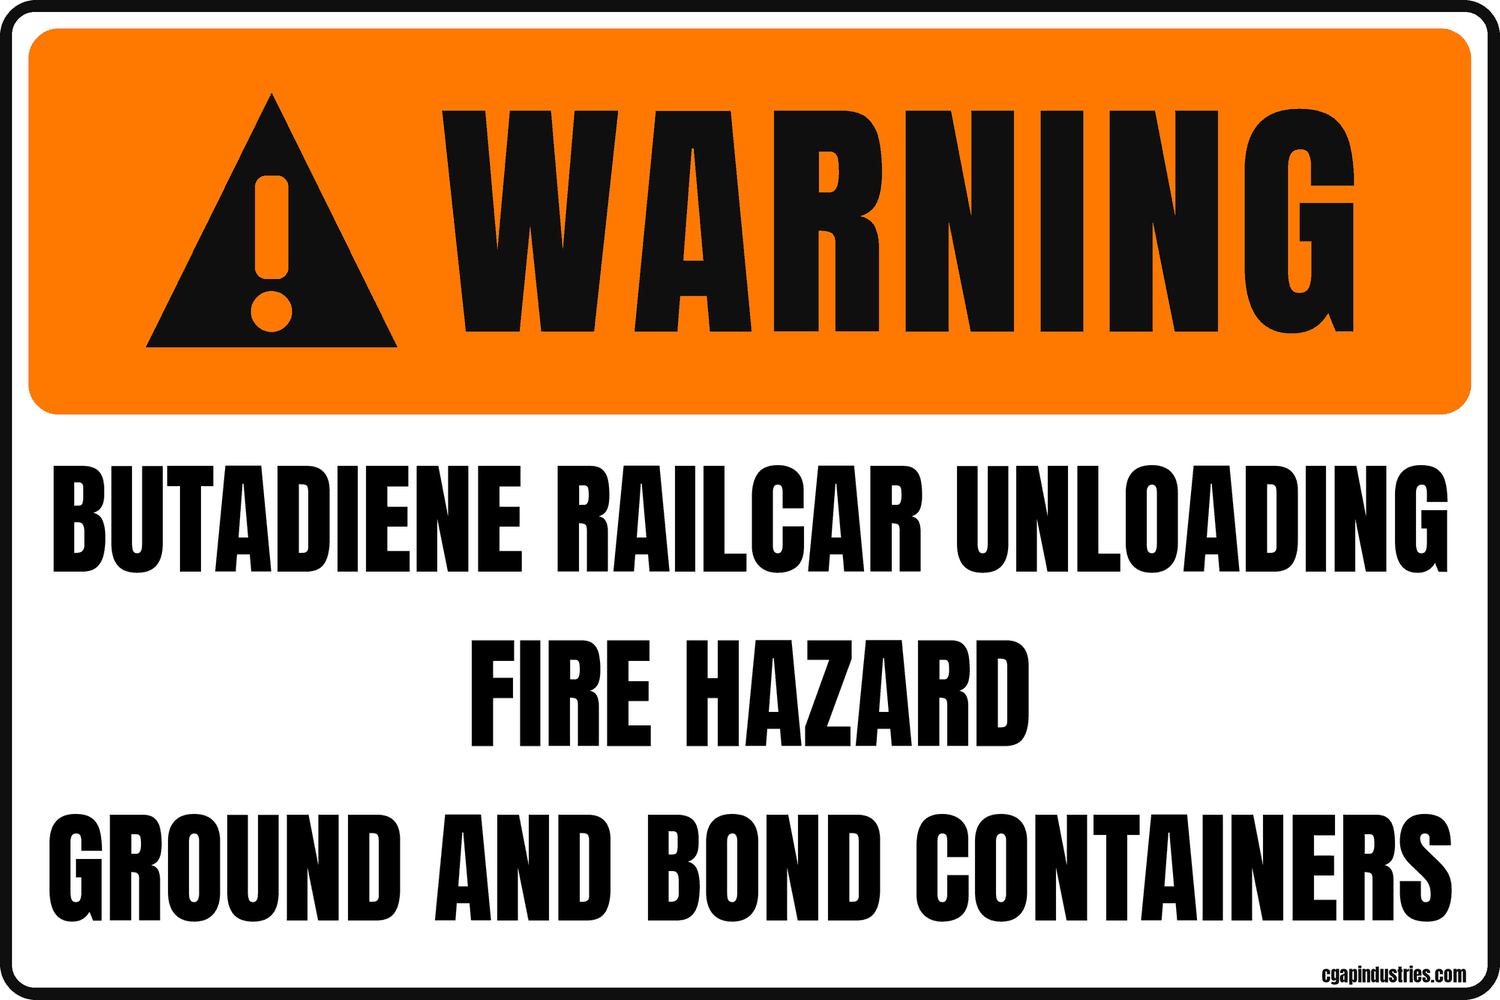 WARNING
BUTADIENE RAILCAR UNLOADING
FIRE HAZARD
GROUND AND BOND CONTAINERS
cgapindustries.com